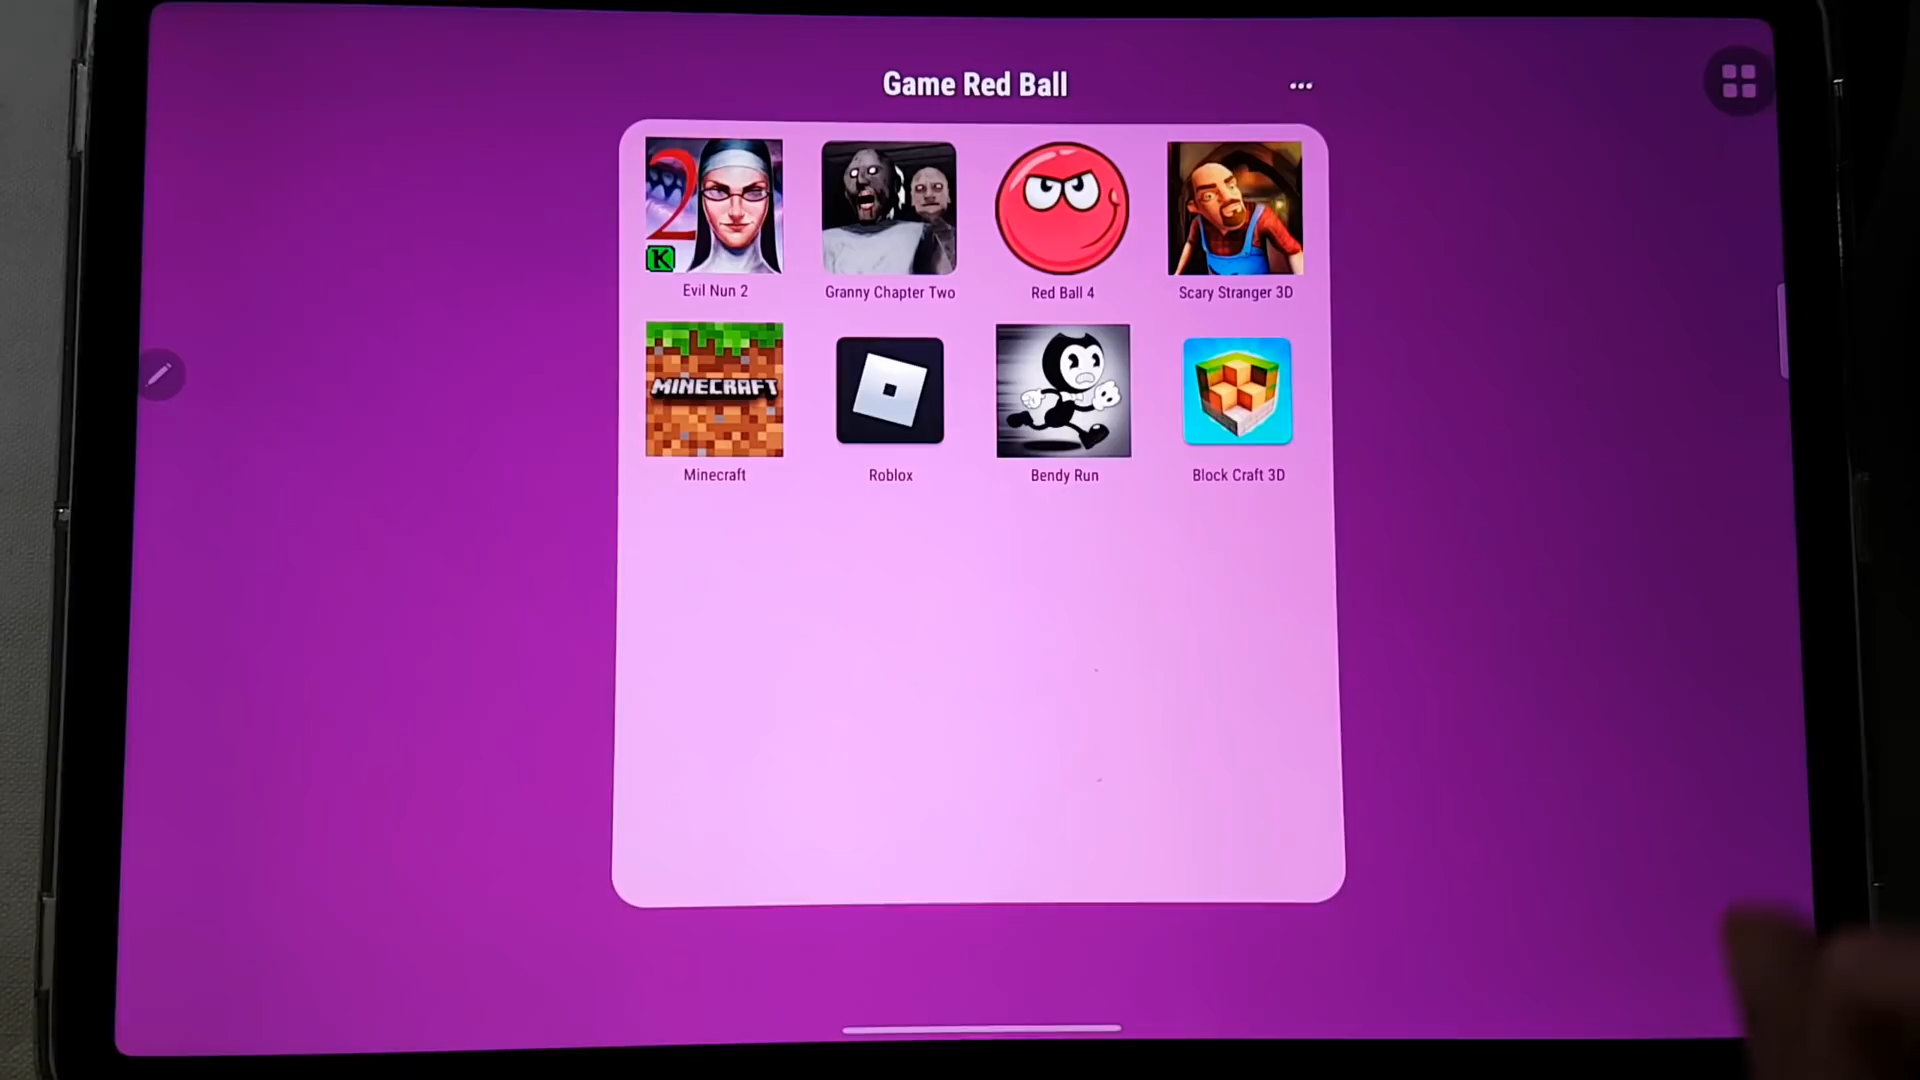 Game Red Ball
2
K
Evil Nun 2
Granny Chapter Two
Red Ball 4
Scary Stranger 3D
MINECRAFT
Minecraft
Roblox
Bendy Run
Block Craft 3D